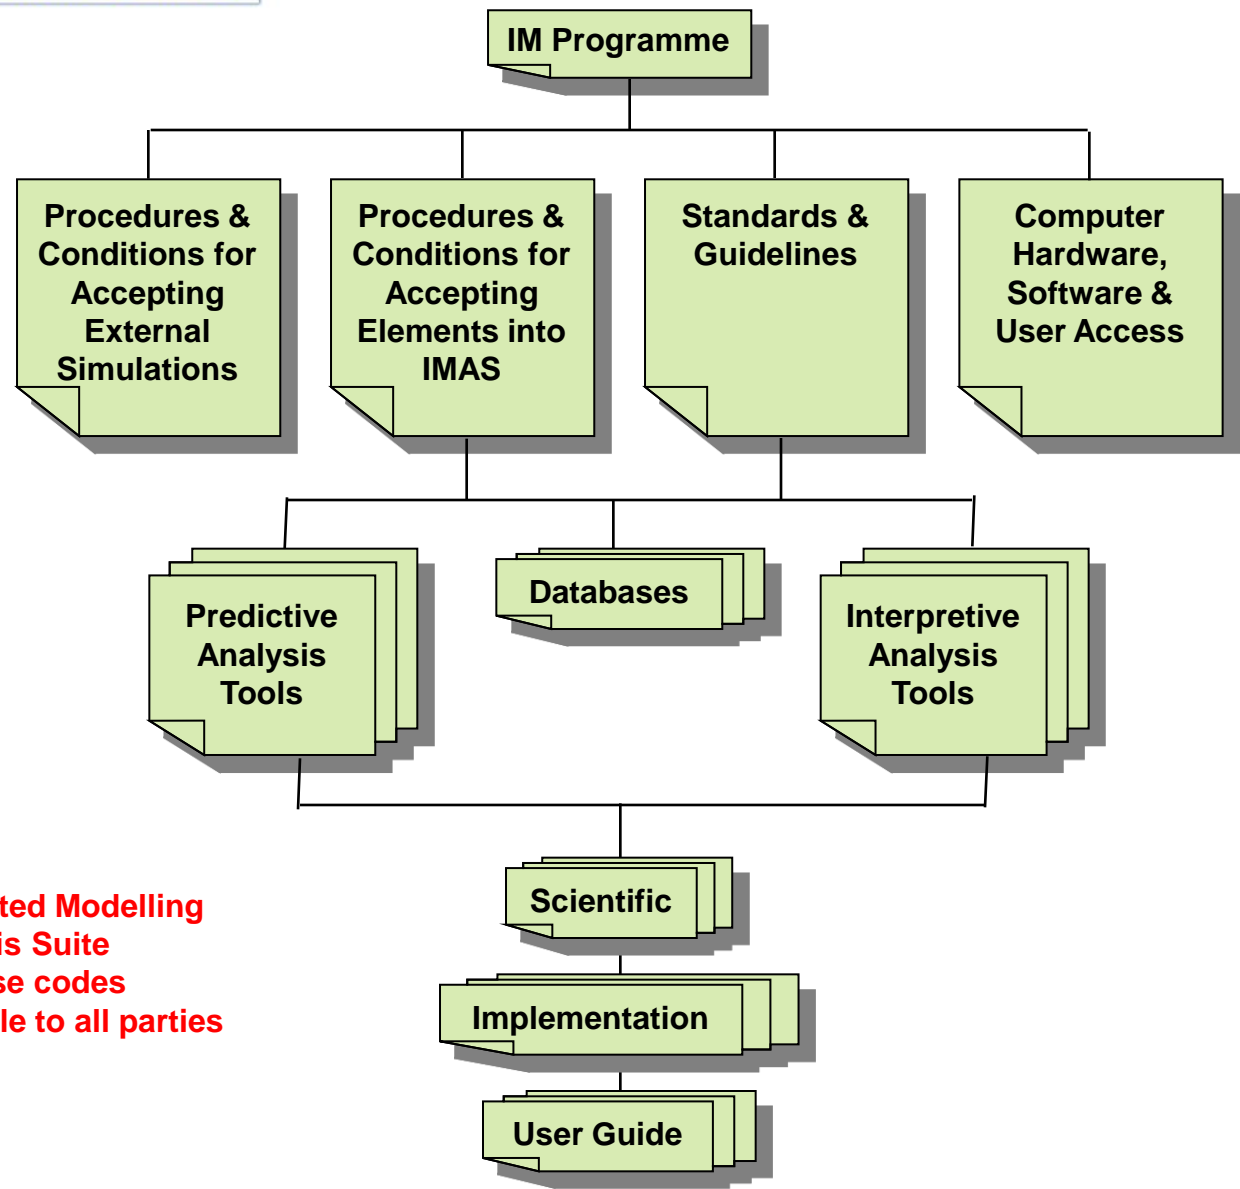 IM Programme
Procedures &
Conditions for
Accepting
External
Simulations
Procedures &
Conditions for
Accepting
Elements into
IMAS
Standards &
Guidelines
Computer
Hardware,
Software &
User Access
Predictive
Analysis
Tools
Databases
Interpretive
Analysis
Tools
Scientific
Implementation
User Guide
ted Modelling
is Suite
se codes
le to all parties